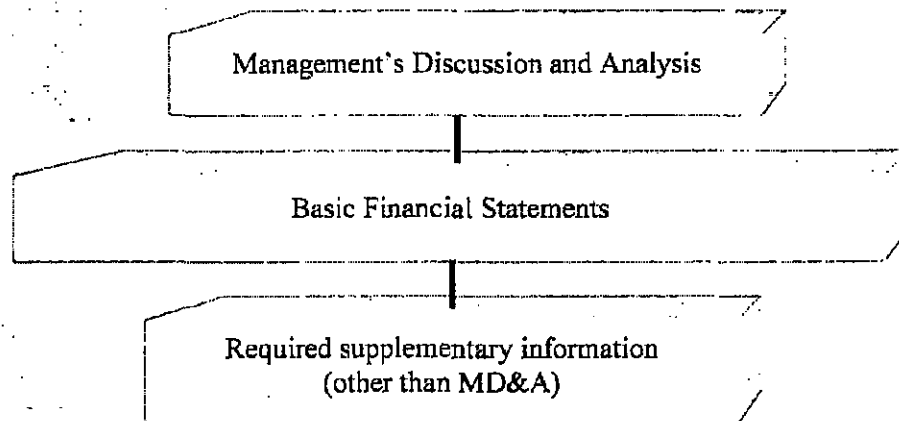 Management's Discussion and Analysis
Basic Financial Statements
Required supplementary information
(other than MD&A)